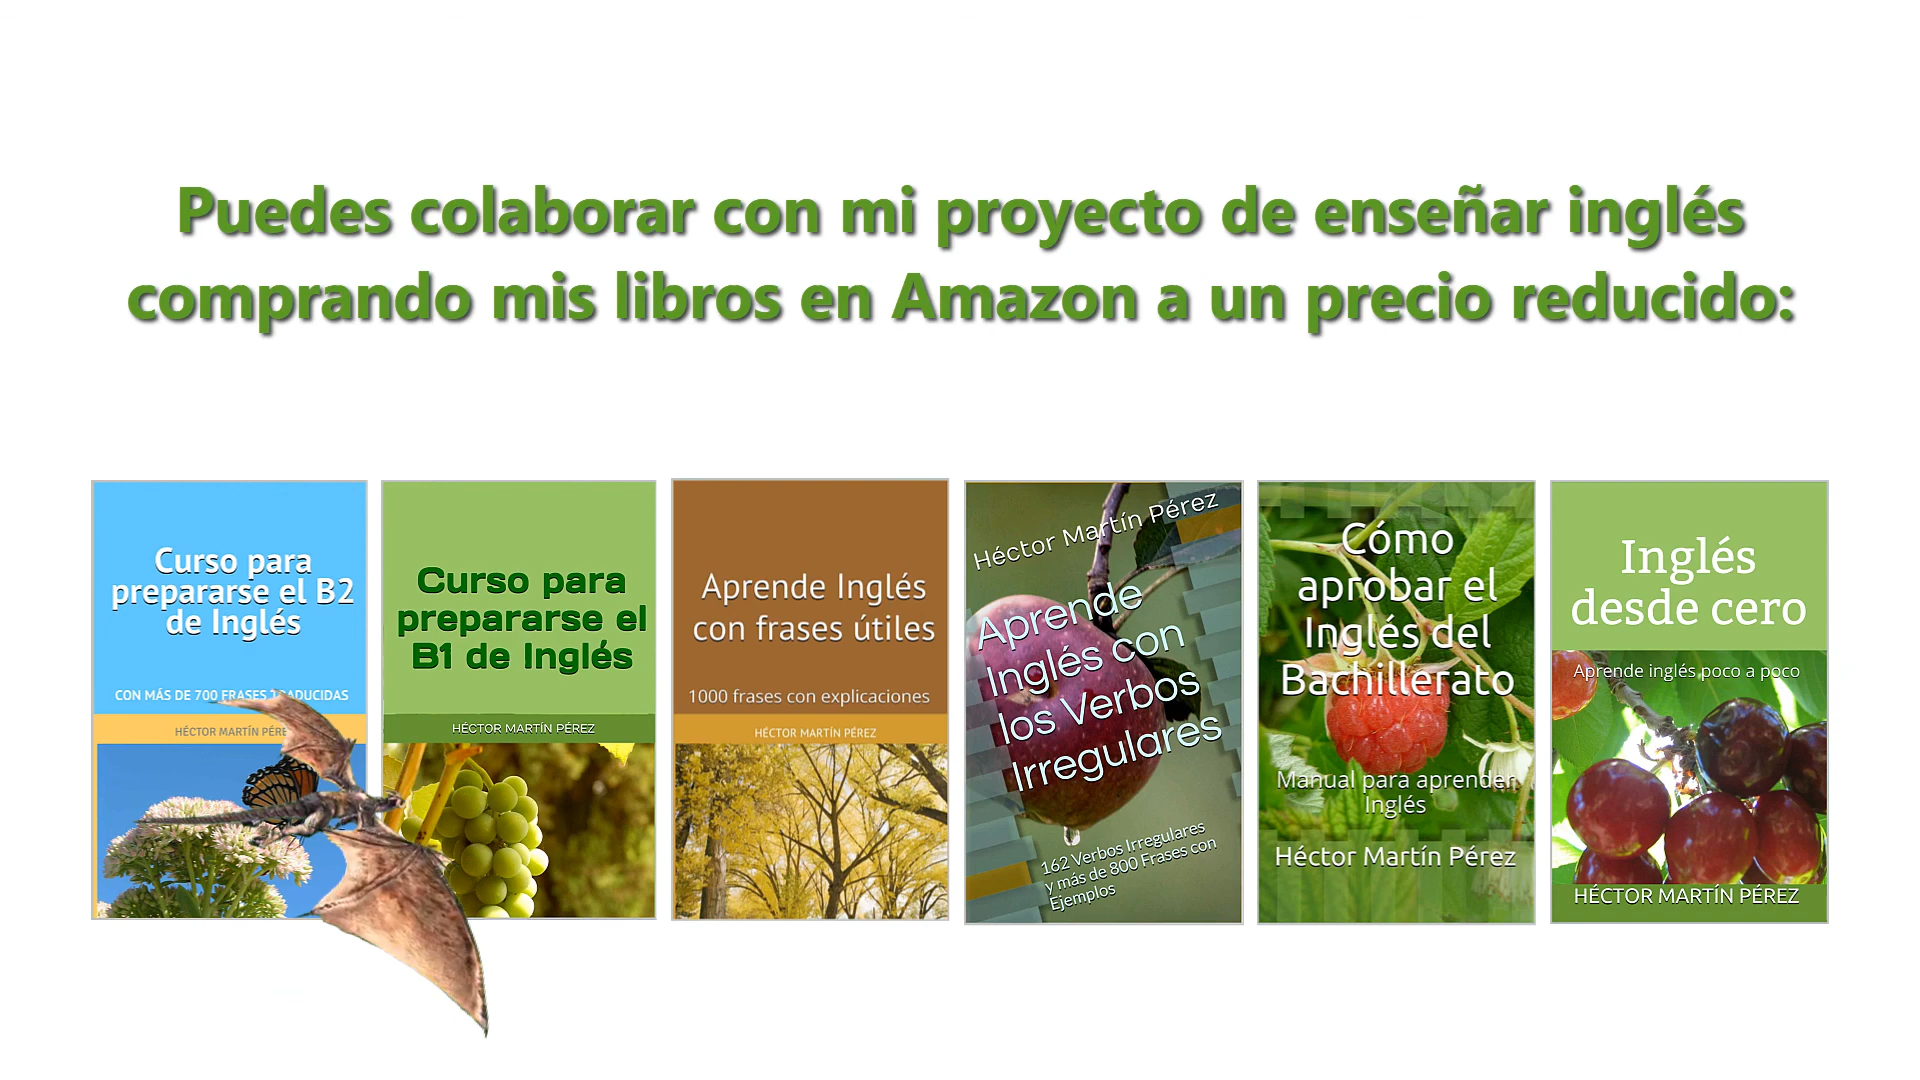 Puedes colaborar con mi proyecto de enseñar inglés
comprando mis libros en Amazon a un precio reducido:
Curso para
prepararse el B2
de Inglés
CON MÁS DE 700 FRASES
HÉCTOR MARTÍN
Curso para
prepararse el
B1 de Inglés
HÉCTOR MARTÍN PÉREZ
Aprende Inglés
con frases útiles
1000 frases con explicaciones
HÉCTOR MARTÍN PÉREZ
Héctor Martín Pérez
Aprende
Inglés con
los Verbos
Irregulares
162 Verbos Irregulares
y más de 800 Frases con
Ejemplos
Cómo
aprobar el
Inglés del
Bachillerato
Manual para aprender
Inglés
Héctor Martín Pérez
Inglés
desde cero
Aprende inglés poco a poco
HÉCTOR MARTÍN PÉREZ